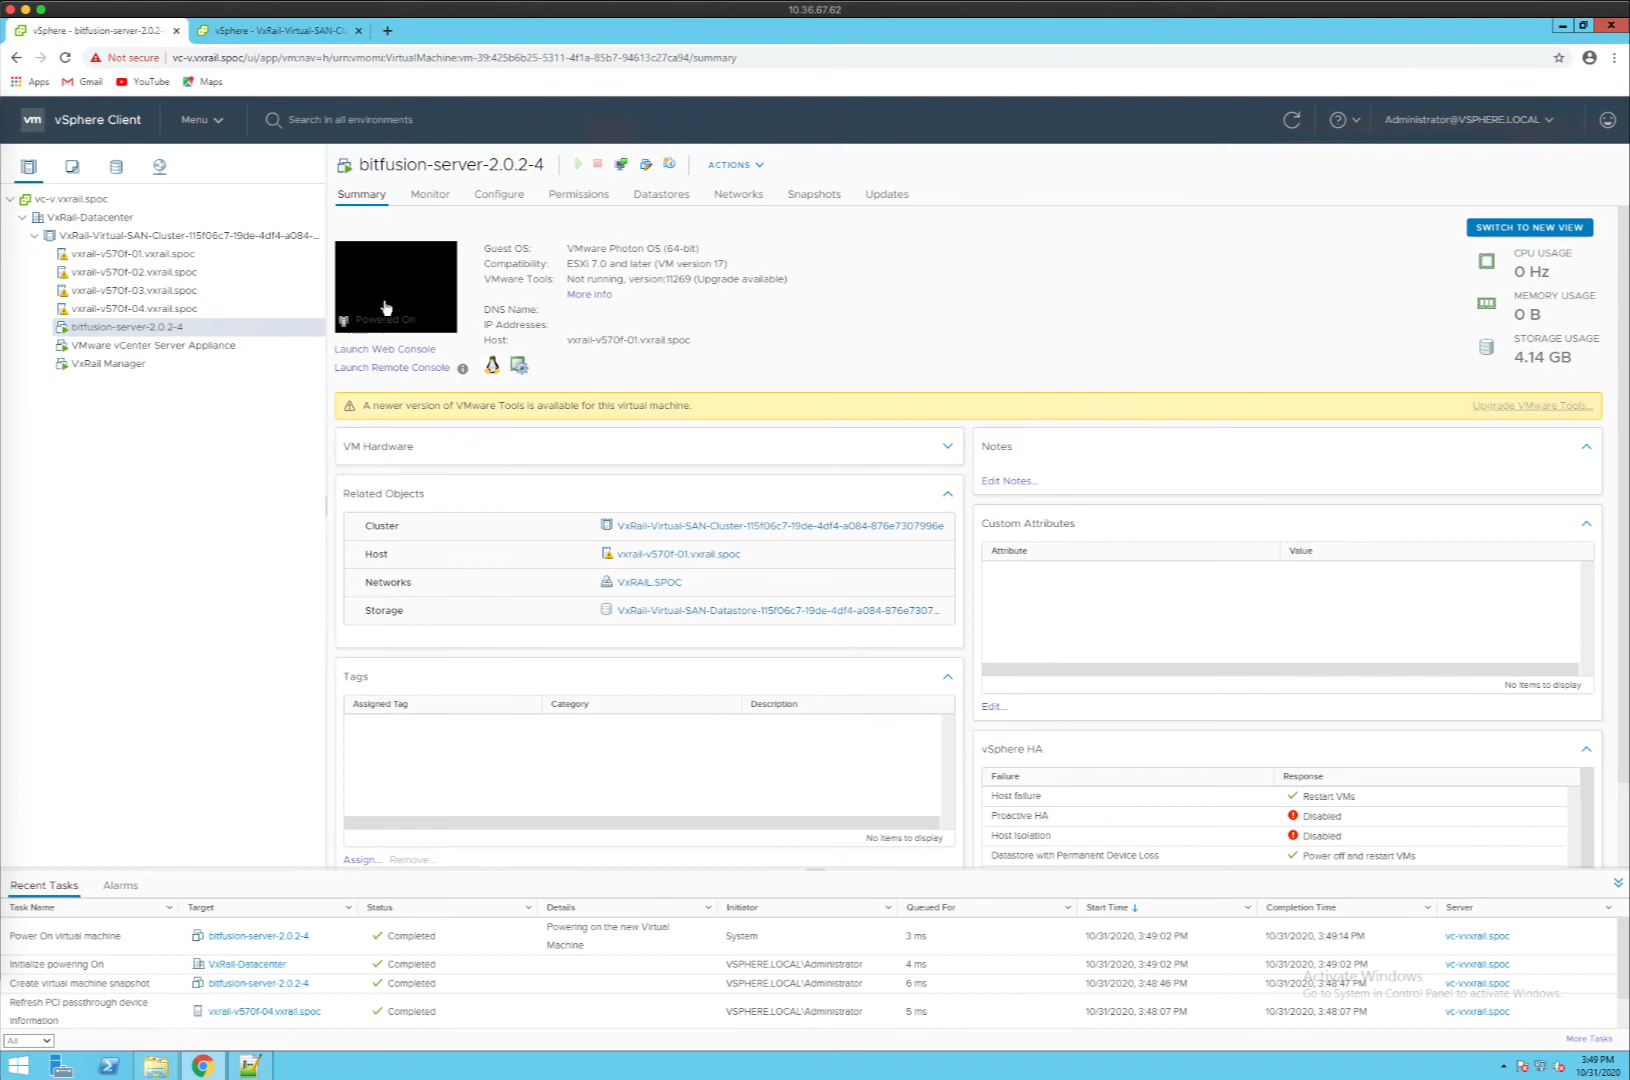 10.36.67.62
vSphere - bitfusion-server-2.0.2-
vSphere - VxRail-Virtual-SAN-Cl
Not secure
vc-v.vxrail.spoc/ui/app/vm;nav=h/urn:vmomi:VirtualMachine:vm-39:425b6b25-5311-4f1a-85b7-94613c27ca94/summary
Apps
Gmail
YouTube
Maps
vm
vSphere Client
Menu
Search in all environments
Administrator@VSPHERE.LOCAL
vc-v.vxrail.spoc
VxRail-Datacenter
VxRail-Virtual-SAN-Cluster-115f06c7-19de-4df4-a084-...
vxrail-v570f-01.vxrail.spoc
vxrail-v570f-02.vxrail.spoc
vxrail-v570f-03.vxrail.spoc
vxrail-v570f-04.vxrail.spoc
bitfusion-server-2.0.2-4
VMware vCenter Server Appliance
VxRail Manager
bitfusion-server-2.0.2-4
ACTIONS
Summary
Monitor
Configure
Permissions
Datastores
Networks
Snapshots
Updates
SWITCH TO NEW VIEW
Powered On
Launch Web Console
Launch Remote Console
Guest OS: VMware Photon OS (64-bit)
Compatibility: ESXi 7.0 and later (VM version 17)
VMware Tools: Not running, version:11269 (Upgrade available)
More info
DNS Name:
IP Addresses:
Host: vxrail-v570f-01.vxrail.spoc
CPU USAGE
0 Hz
MEMORY USAGE
0 B
STORAGE USAGE
4.14 GB
A newer version of VMware Tools is available for this virtual machine.
Upgrade VMware Tools...
VM Hardware
Related Objects
Cluster VxRail-Virtual-SAN-Cluster-115f06c7-19de-4df4-a084-876e7307996e
Host vxrail-v570f-01.vxrail.spoc
Networks VxRAIL.SPOC
Storage VxRail-Virtual-SAN-Datastore-115f06c7-19de-4df4-a084-876e7307...
Tags
Assigned Tag Category Description
No items to display
Assign... Remove...
Notes
Edit Notes...
Custom Attributes
Attribute Value
No items to display
Edit...
vSphere HA
Failure Response
Host failure Restart VMs
Proactive HA Disabled
Host Isolation Disabled
Datastore with Permanent Device Loss Power off and restart VMs
Recent Tasks Alarms
Task Name Target Status Details Initiator Queued For Start Time Completion Time Server
Power On virtual machine bitfusion-server-2.0.2-4 Completed Powering on the new Virtual Machine System 3 ms 10/31/2020, 3:49:02 PM 10/31/2020, 3:49:14 PM vc-v.vxrail.spoc
Initialize powering On VxRail-Datacenter Completed VSPHERE.LOCAL\Administrator 4 ms 10/31/2020, 3:49:02 PM 10/31/2020, 3:49:02 PM vc-v.vxrail.spoc
Create virtual machine snapshot bitfusion-server-2.0.2-4 Completed VSPHERE.LOCAL\Administrator 6 ms 10/31/2020, 3:48:46 PM 10/31/2020, 3:48:47 PM vc-v.vxrail.spoc
Refresh PCI passthrough device information vxrail-v570f-04.vxrail.spoc Completed VSPHERE.LOCAL\Administrator 5 ms 10/31/2020, 3:48:07 PM 10/31/2020, 3:48:07 PM vc-v.vxrail.spoc
Activate Windows
Go to System in Control Panel to activate Windows.
All
More Tasks
3:49 PM
10/31/2020